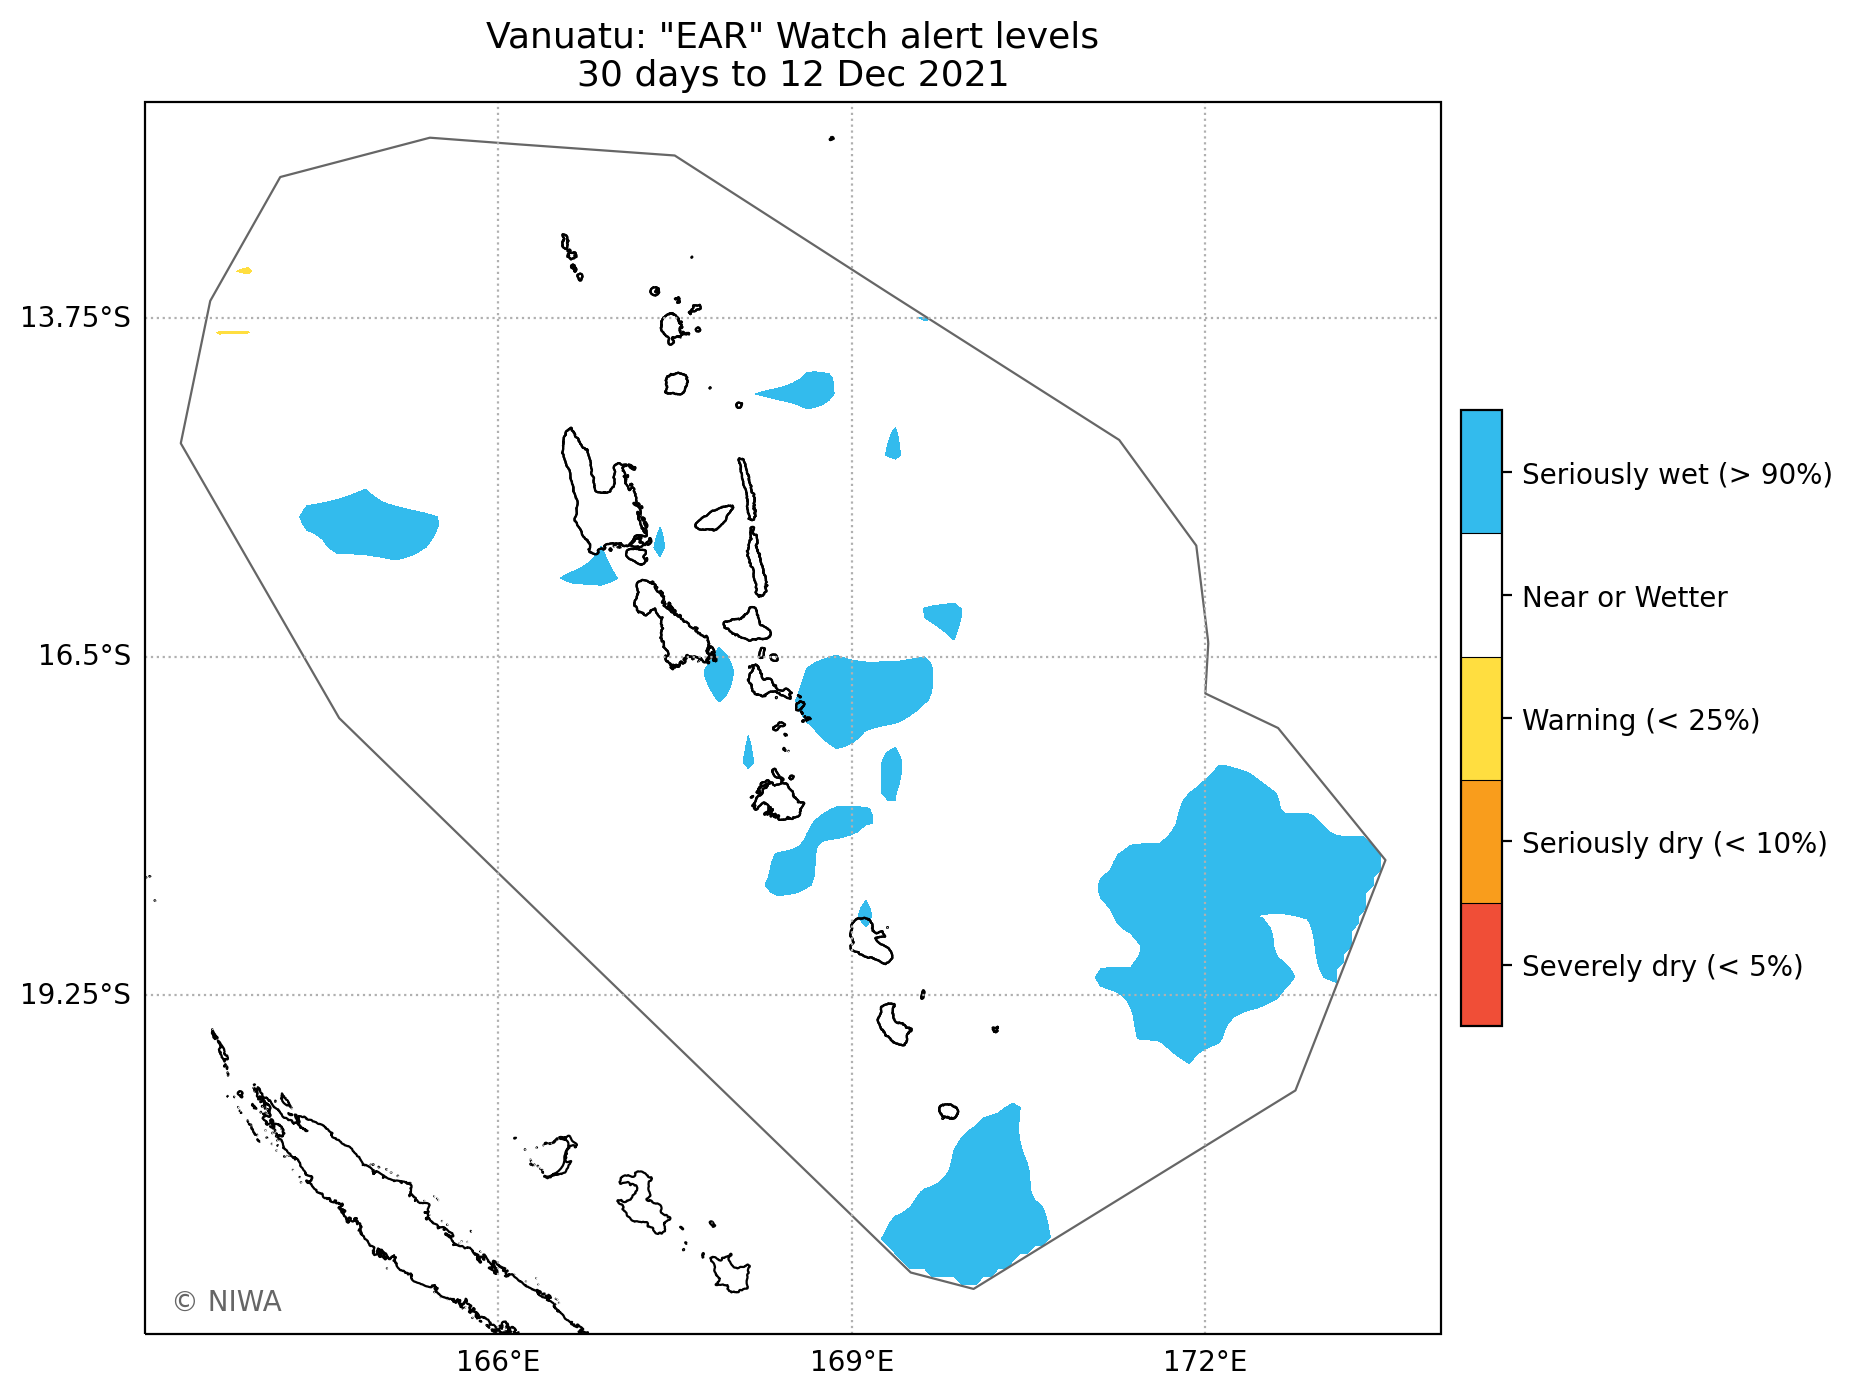 Vanuatu: "EAR" Watch alert levels
30 days to 12 Dec 2021
13.75°S
16.5°S
19.25°S
166°E
169°E
172°E
Seriously wet (> 90%)
Near or Wetter
Warning (< 25%)
Seriously dry (< 10%)
Severely dry (< 5%)
© NIWA